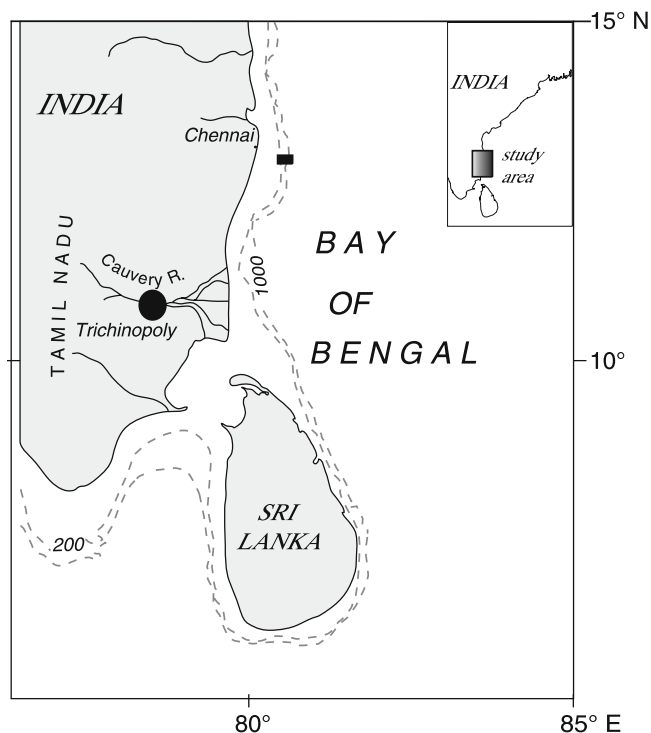 15° N
INDIA
INDIA
Chennai
study
area
TAMIL NADU
BAY
Cauvery R.
1000
OF
Trichinopoly
BENGAL
10°
SRI
LANKA
200
80°
85° E